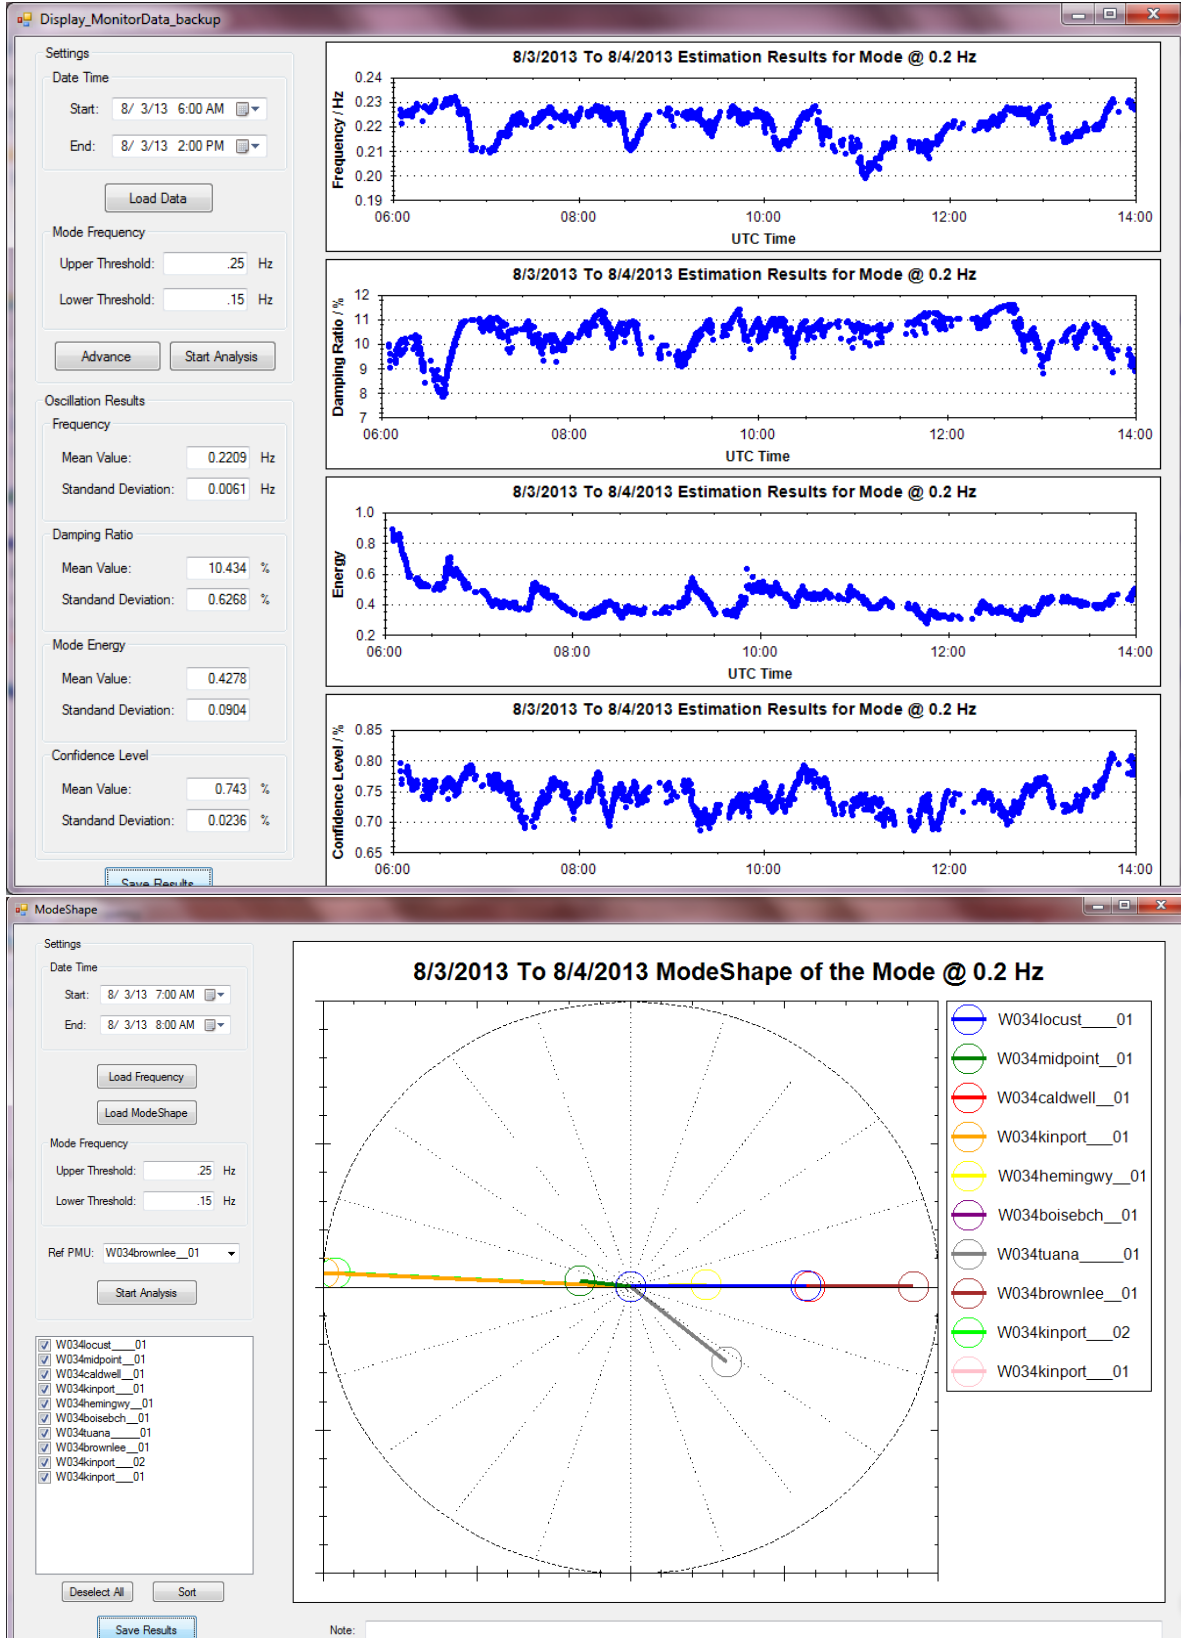 Display_MonitorData_backup
Settings
Date Time
Start: 8/ 3/13 6:00 AM
End: 8/ 3/13 2:00 PM
Load Data
Mode Frequency
Upper Threshold: .25 Hz
Lower Threshold: .15 Hz
Advance Start Analysis
Oscillation Results
Frequency
Mean Value: 0.2209 Hz
Standand Deviation: 0.0061 Hz
Damping Ratio
Mean Value: 10.434 %
Standand Deviation: 0.6268 %
Mode Energy
Mean Value: 0.4278
Standand Deviation: 0.0904
Confidence Level
Mean Value: 0.743 %
Standand Deviation: 0.0236 %
Save Results
8/3/2013 To 8/4/2013 Estimation Results for Mode @ 0.2 Hz
Frequency / Hz
0.24
0.23
0.22
0.21
0.20
0.19
06:00 08:00 10:00 12:00 14:00
UTC Time
8/3/2013 To 8/4/2013 Estimation Results for Mode @ 0.2 Hz
Damping Ratio / %
12
11
10
9
8
7
06:00 08:00 10:00 12:00 14:00
UTC Time
8/3/2013 To 8/4/2013 Estimation Results for Mode @ 0.2 Hz
Energy
1.0
0.8
0.6
0.4
0.2
06:00 08:00 10:00 12:00 14:00
UTC Time
8/3/2013 To 8/4/2013 Estimation Results for Mode @ 0.2 Hz
Confidence Level / %
0.85
0.80
0.75
0.70
0.65
06:00 08:00 10:00 12:00 14:00
ModeShape
Settings
Date Time
Start: 8/ 3/13 7:00 AM
End: 8/ 3/13 8:00 AM
Load Frequency
Load ModeShape
Mode Frequency
Upper Threshold: .25 Hz
Lower Threshold: .15 Hz
Ref PMU: W034brownlee__01
Start Analysis
W034locust____01
W034midpoint__01
W034caldwell__01
W034kinport___01
W034hemingwy__01
W034boisebch__01
W034tuana_____01
W034brownlee__01
W034kinport___02
W034kinport___01
Deselect All Sort
Save Results
8/3/2013 To 8/4/2013 ModeShape of the Mode @ 0.2 Hz
W034locust____01
W034midpoint__01
W034caldwell__01
W034kinport___01
W034hemingwy__01
W034boisebch__01
W034tuana_____01
W034brownlee__01
W034kinport___02
W034kinport___01
Note: